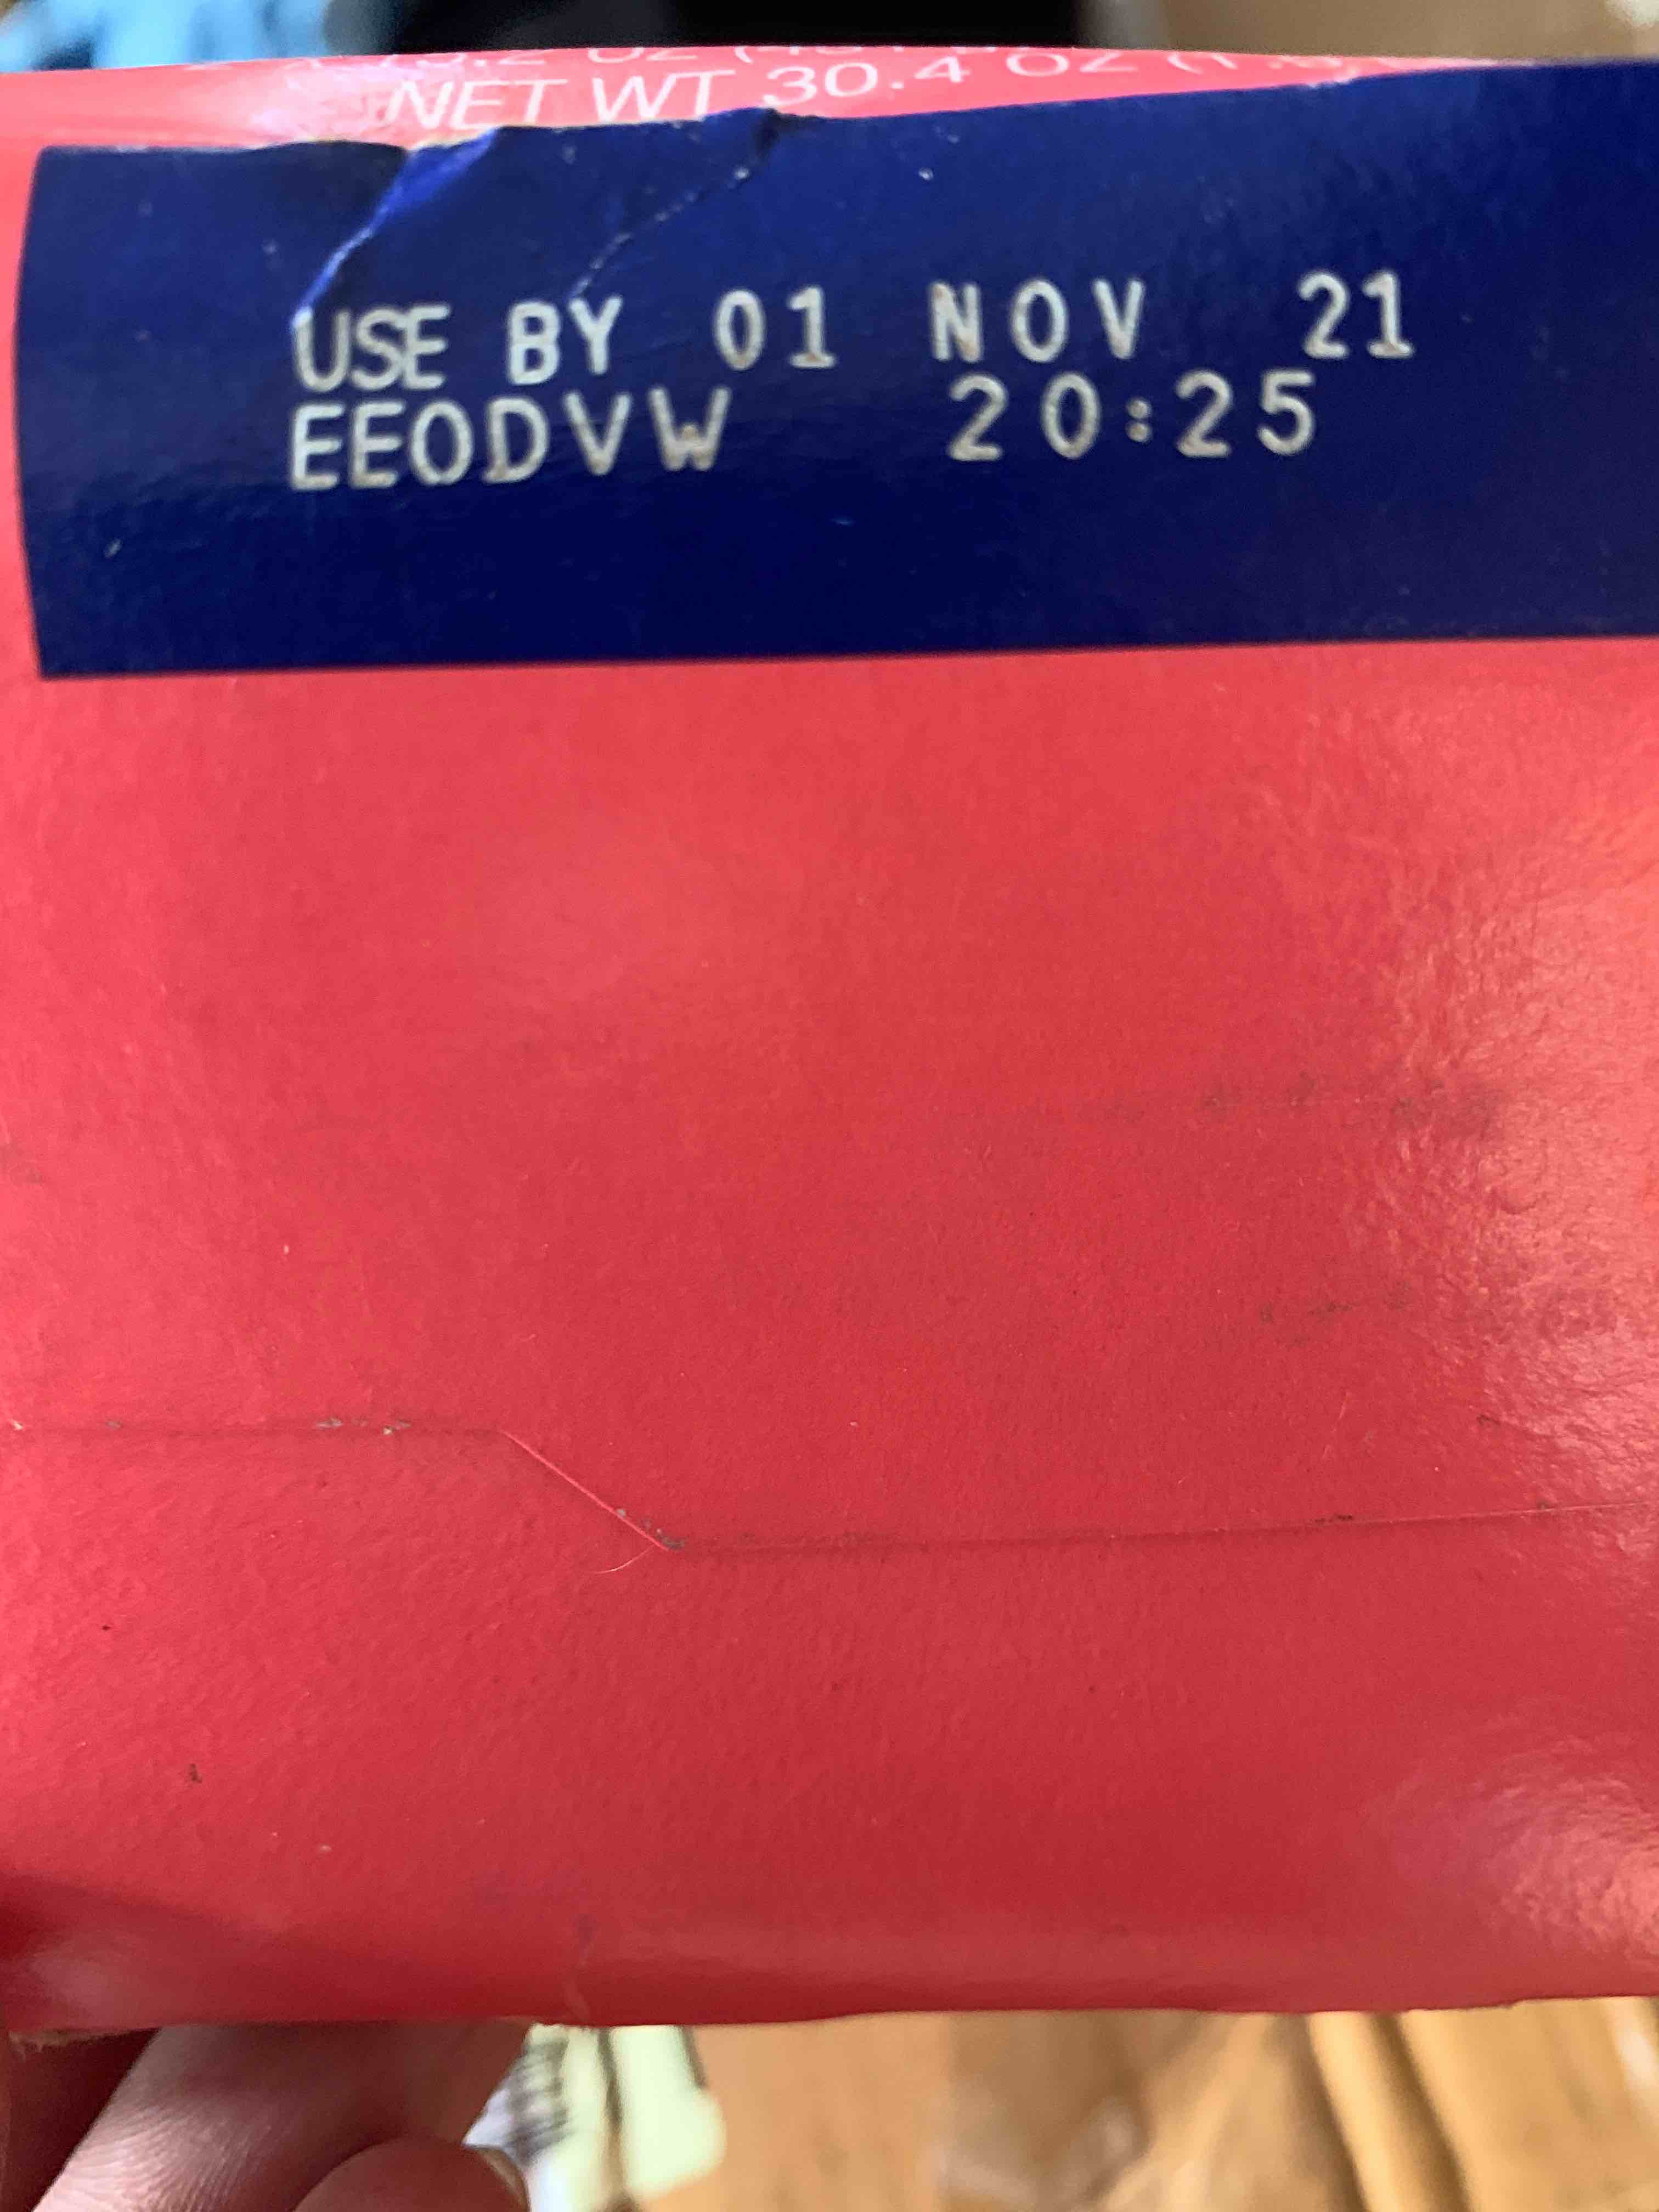 NET WT 30.4 OZ
USE BY 01 NOV 21
EEODVW 20:25